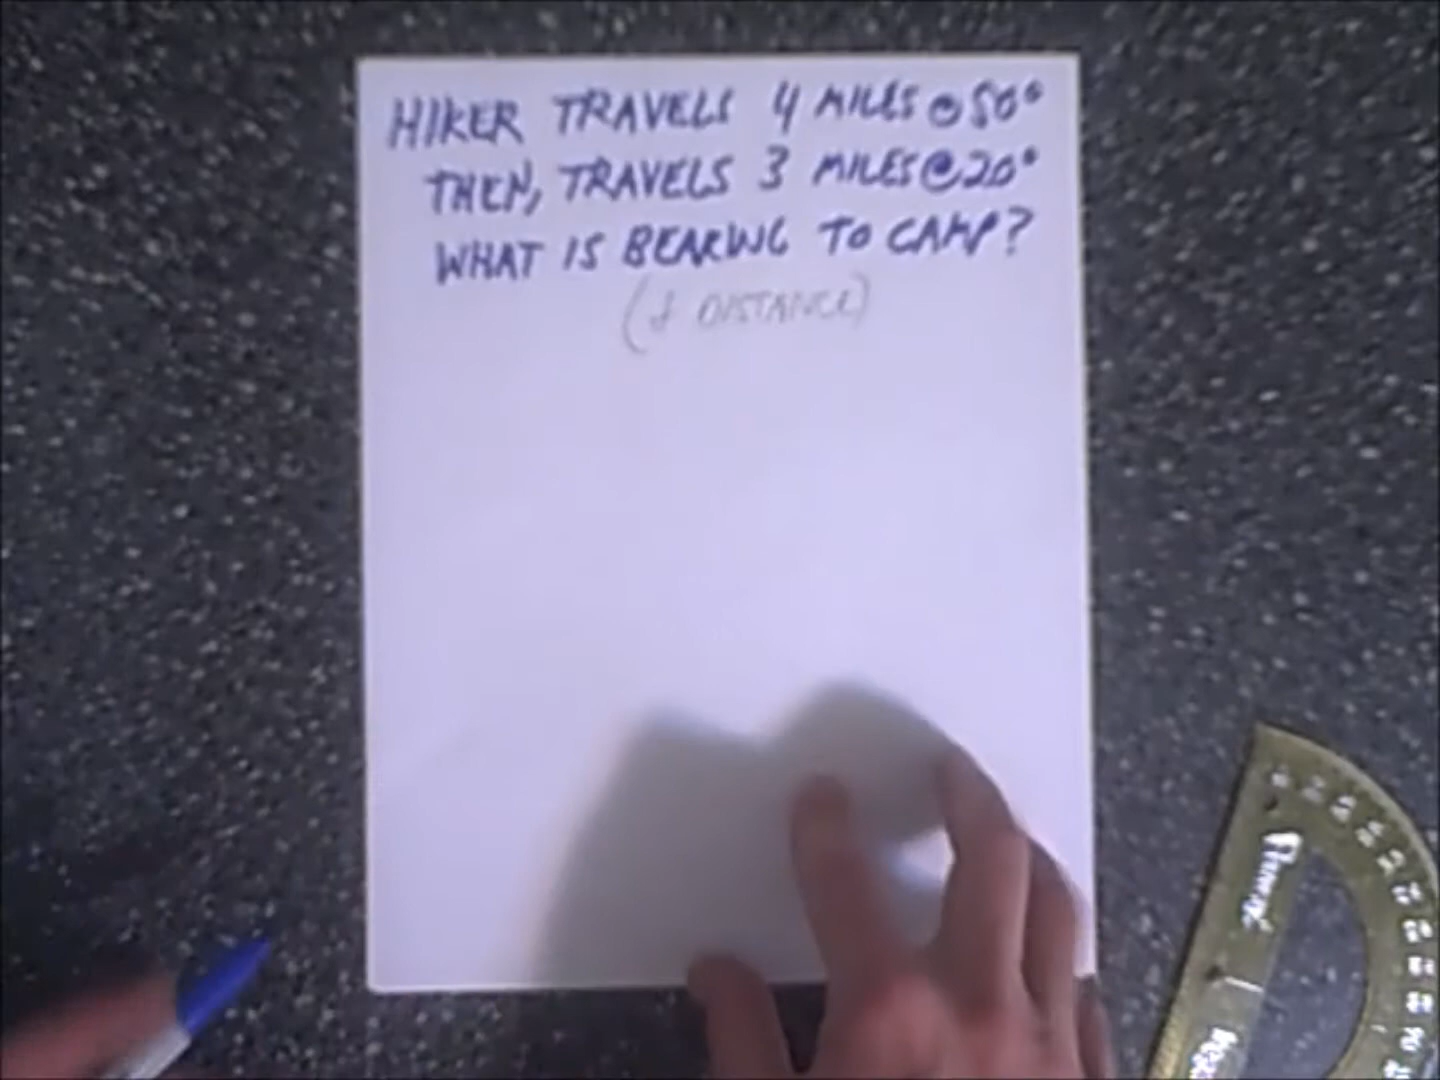 HIKER TRAVELS 4 MILES @ 50°
THEN, TRAVELS 3 MILES @ 20°
WHAT IS BEARING TO CAMP?
(+ DISTANCE)